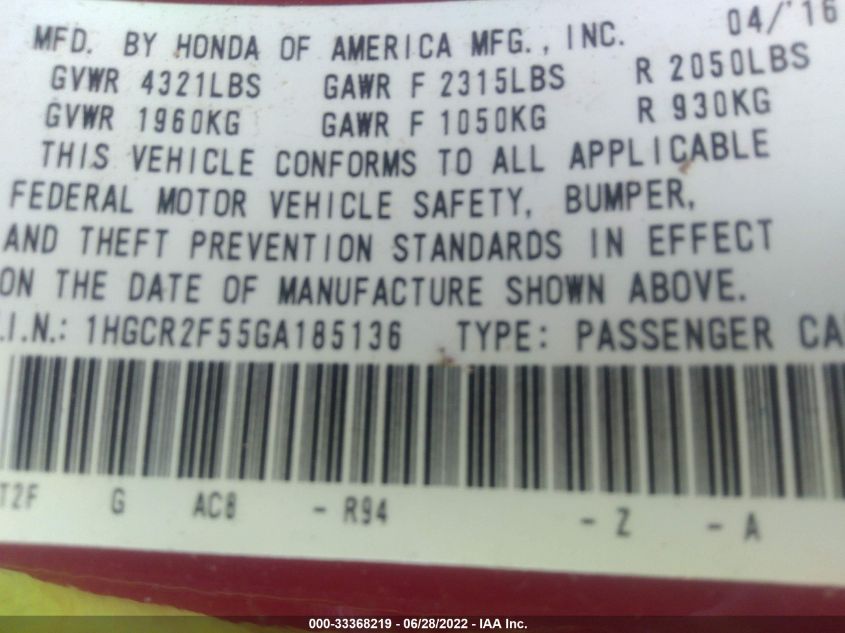 04/'16
MFD. BY HONDA OF AMERICA MFG., INC.
GVWR 4321LBS GAWR F 2315LBS R 2050LBS
GVWR 1960KG GAWR F 1050KG R 930KG
THIS VEHICLE CONFORMS TO ALL APPLICABLE
FEDERAL MOTOR VEHICLE SAFETY, BUMPER,
AND THEFT PREVENTION STANDARDS IN EFFECT
ON THE DATE OF MANUFACTURE SHOWN ABOVE.
.I.N.: 1HGCR2F55GA185136 TYPE: PASSENGER CA
T2F G AC8 - R94 - Z - A
000-33368219 - 06/28/2022 - IAA Inc.